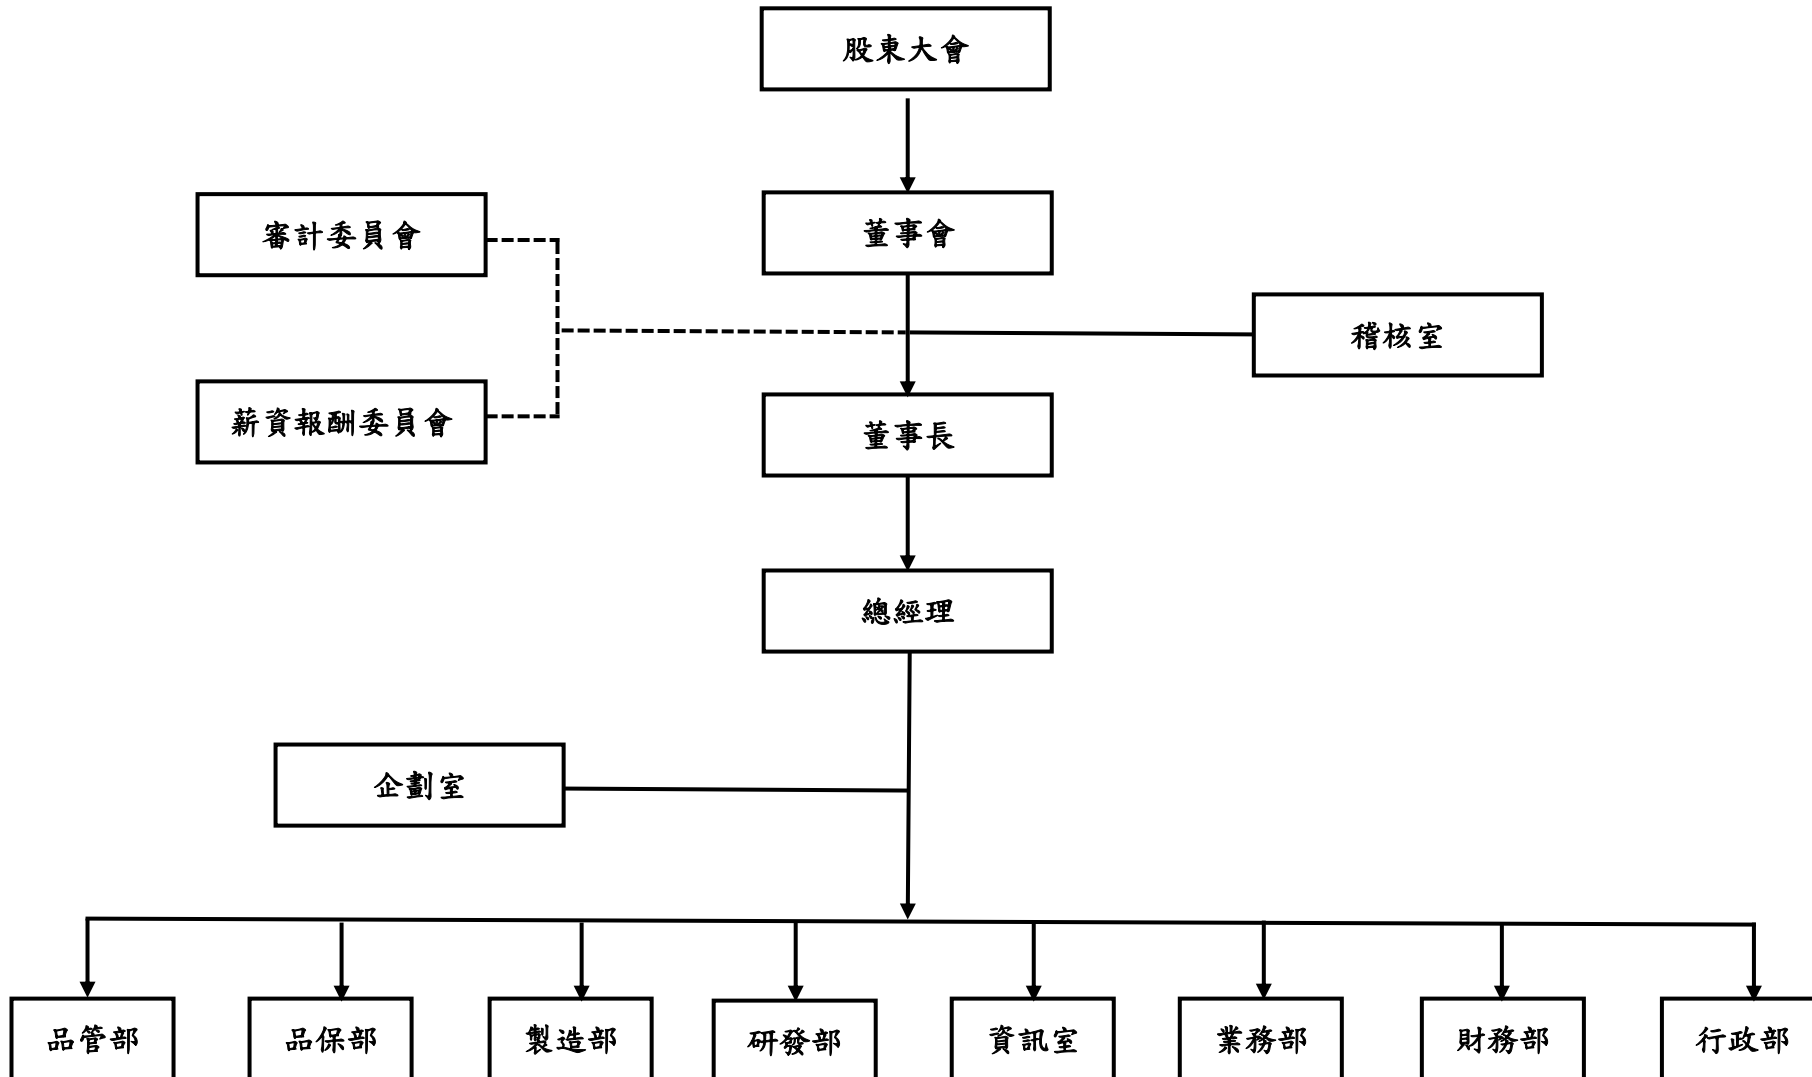 股東大會
審計委員會
董事會
稽核室
薪資報酬委員會
董事長
總經理
企劃室
品管部
品保部
製造部
研發部
資訊室
業務部
財務部
行政部